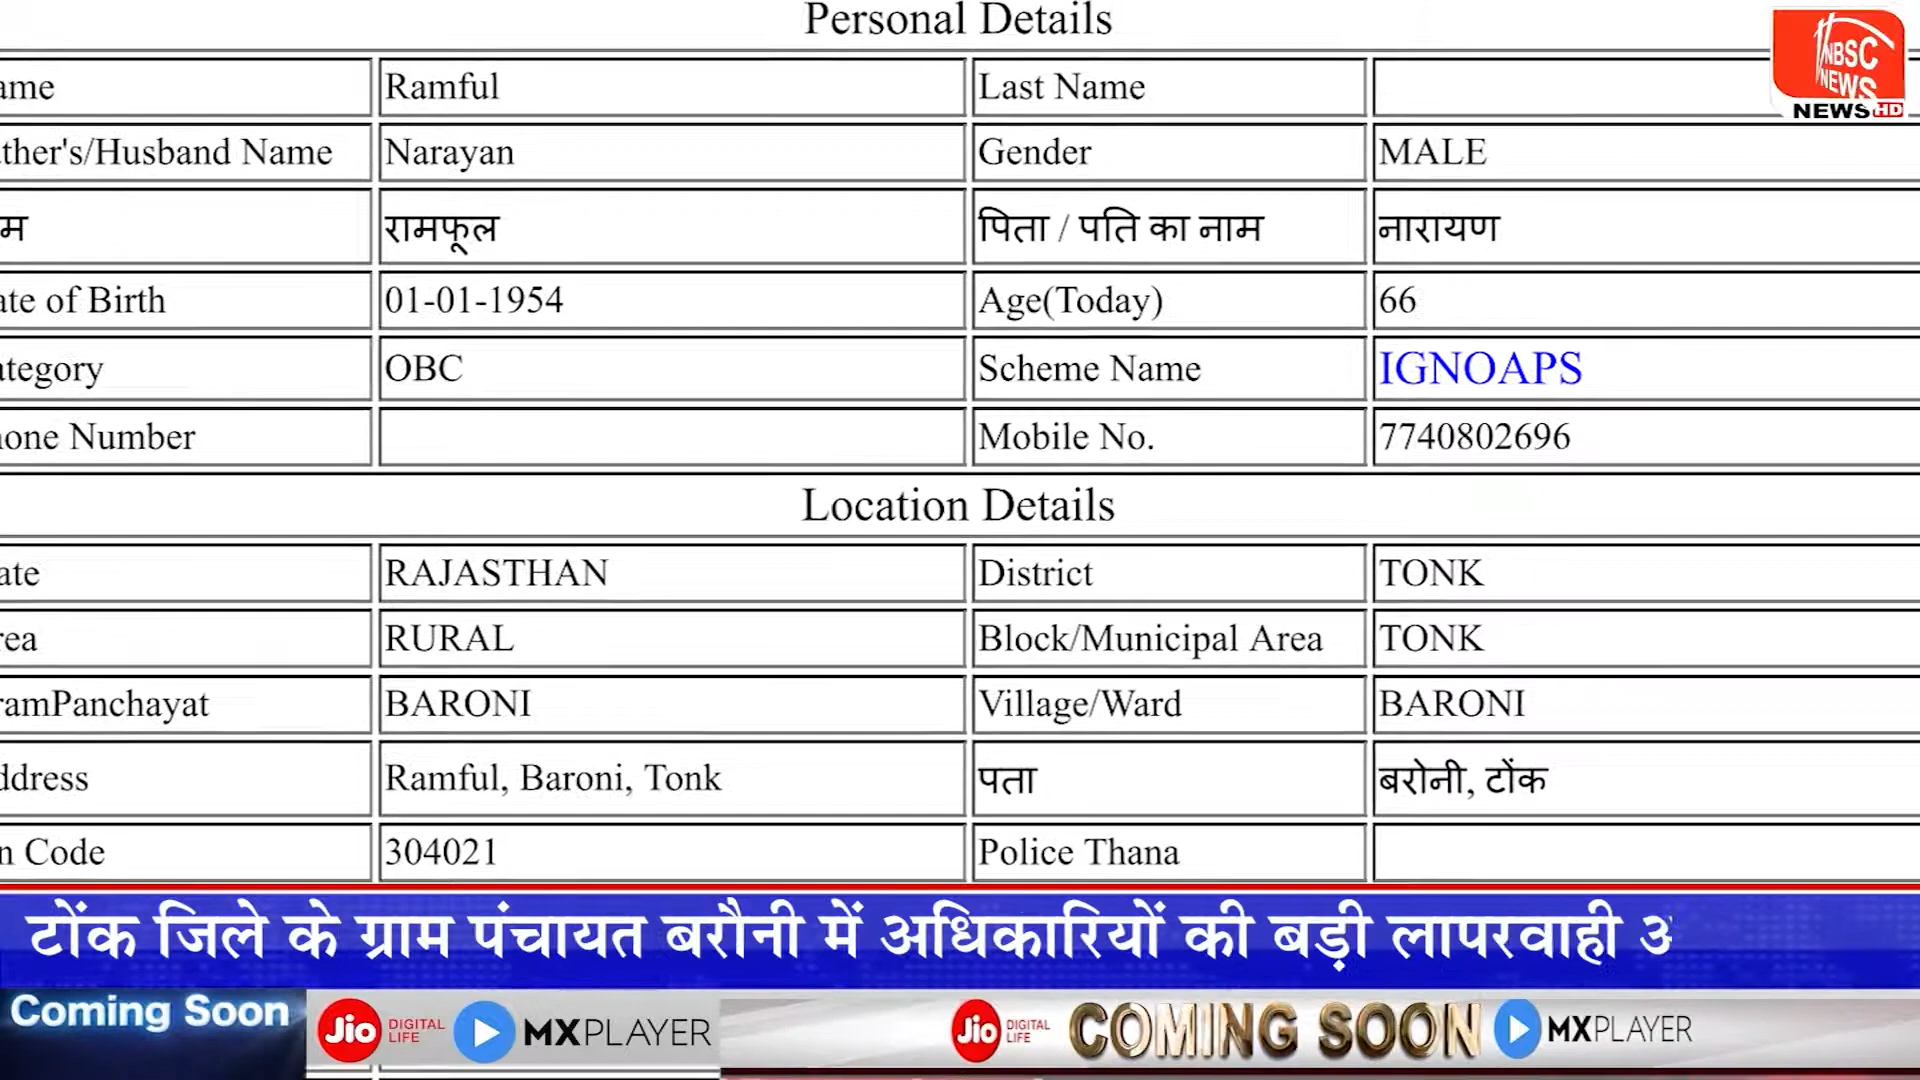 Personal Details
ame Ramful Last Name
ther's/Husband Name Narayan Gender MALE
म रामफूल पिता / पति का नाम नारायण
ate of Birth 01-01-1954 Age(Today) 66
ategory OBC Scheme Name IGNOAPS
one Number Mobile No. 7740802696
Location Details
ate RAJASTHAN District TONK
rea RURAL Block/Municipal Area TONK
ramPanchayat BARONI Village/Ward BARONI
ddress Ramful, Baroni, Tonk पता बरोनी, टोंक
n Code 304021 Police Thana
NBSC
NEWS
NEWS HD
टोंक जिले के ग्राम पंचायत बरौनी में अधिकारियों की बड़ी लापरवाही
Coming Soon Jio DIGITAL LIFE MXPLAYER Jio DIGITAL LIFE COMING SOON MXPLAYER